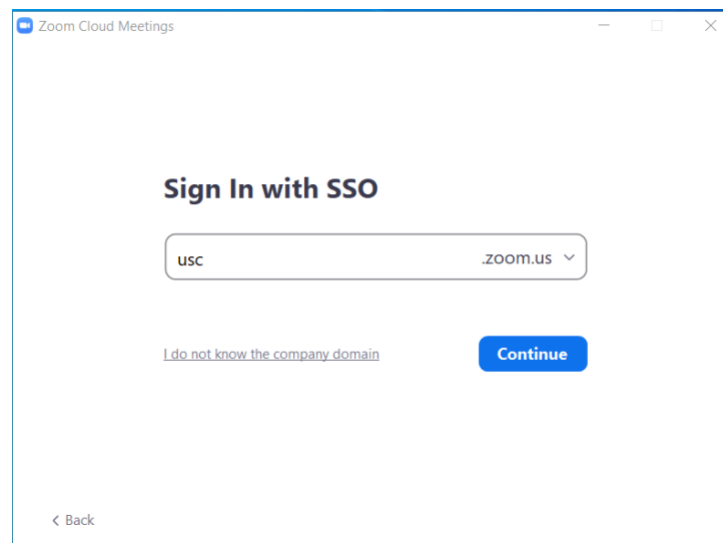 Zoom Cloud Meetings
Sign In with SSO
usc .zoom.us
I do not know the company domain Continue
Back